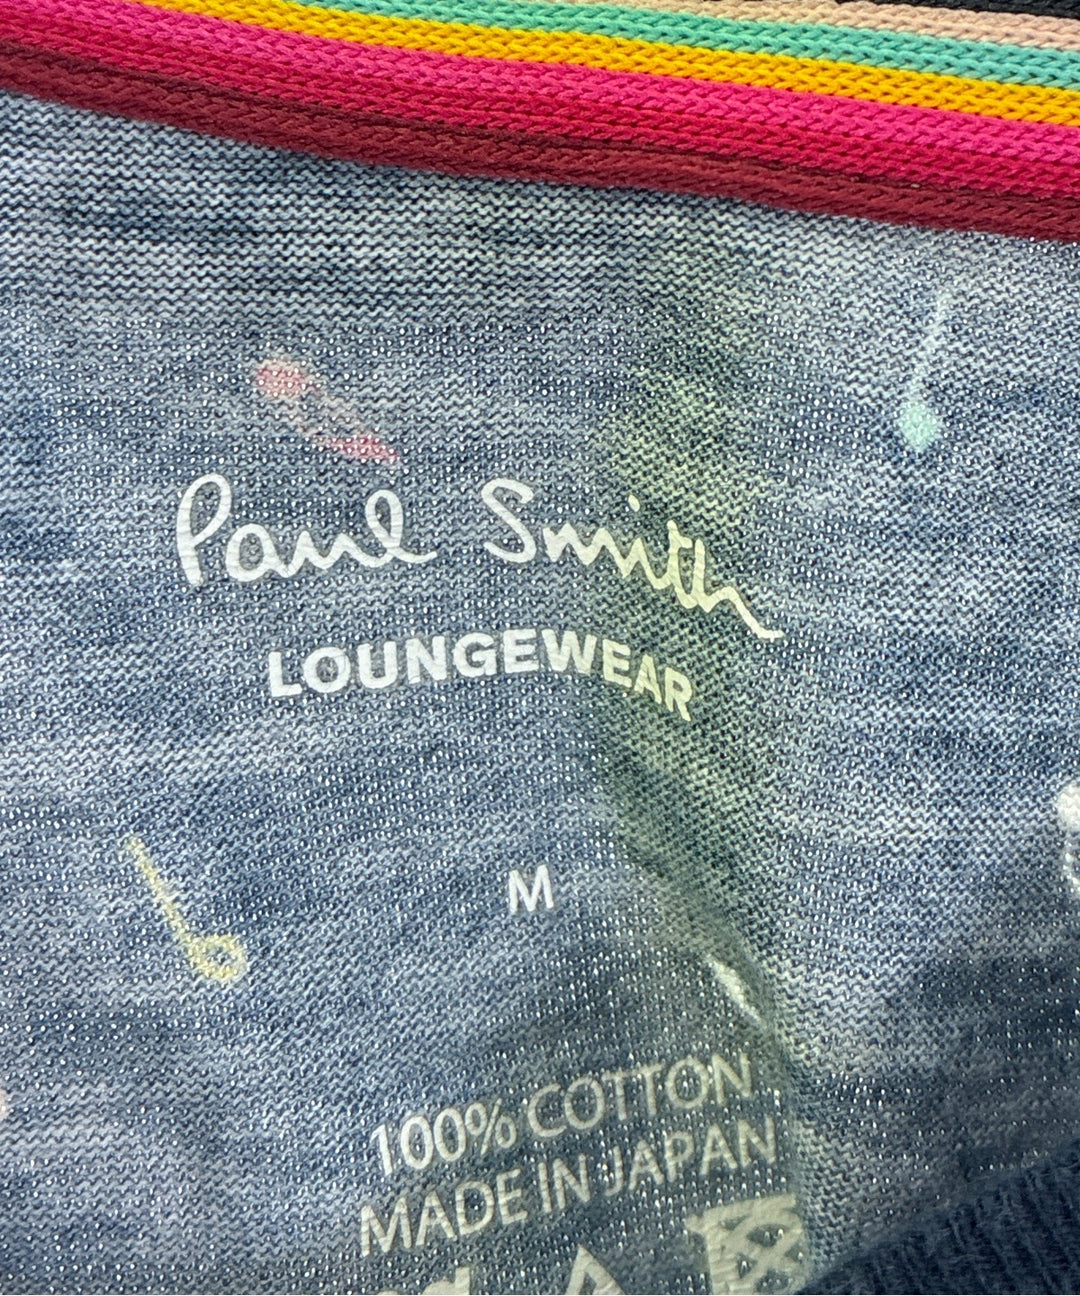 Paul Smith
LOUNGEWEAR
M
100% COTTON
MADE IN JAPAN